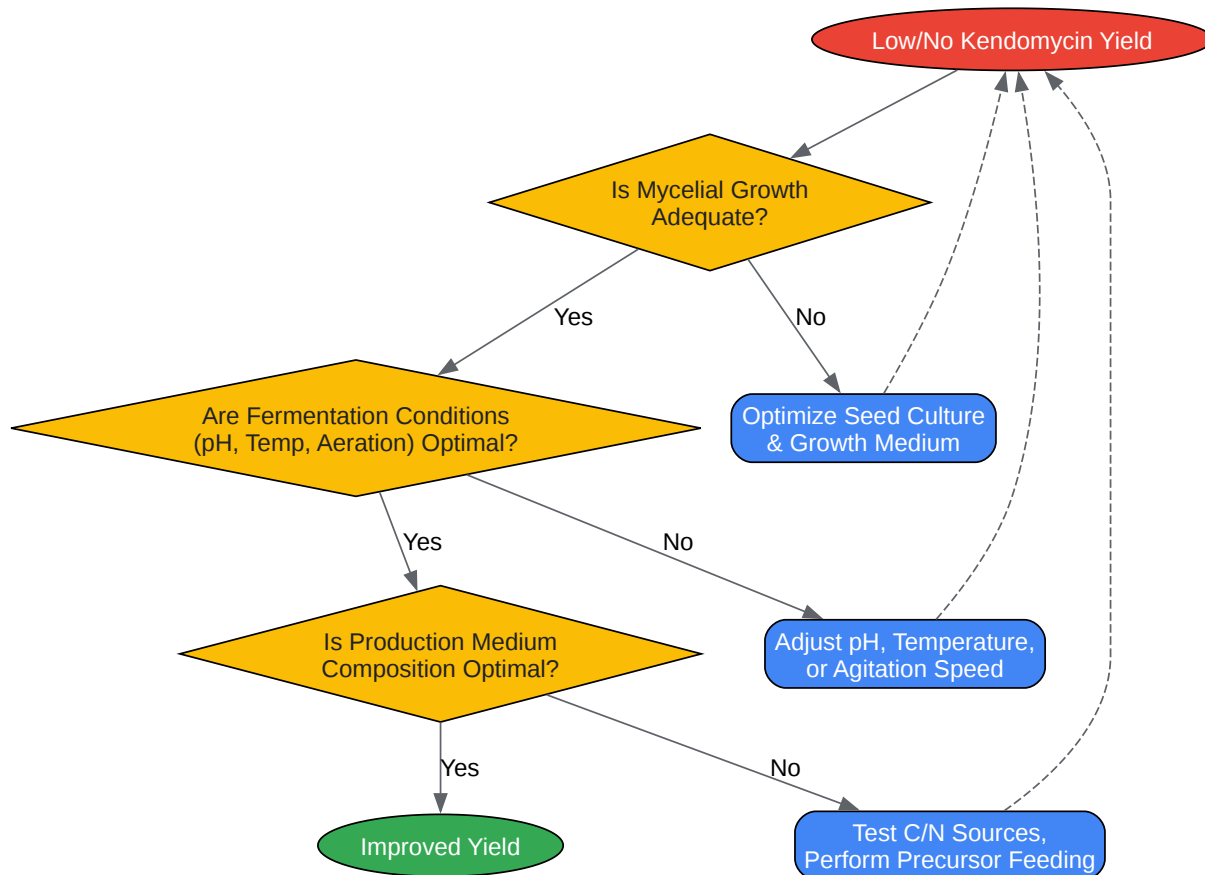 Low/No Kendomycin Yield
Is Mycelial Growth
Adequate?
Yes
No
Are Fermentation Conditions
(pH, Temp, Aeration) Optimal?
Optimize Seed Culture
& Growth Medium
Yes
No
Is Production Medium
Composition Optimal?
Adjust pH, Temperature,
or Agitation Speed
Yes
No
Improved Yield
Test C/N Sources,
Perform Precursor Feeding